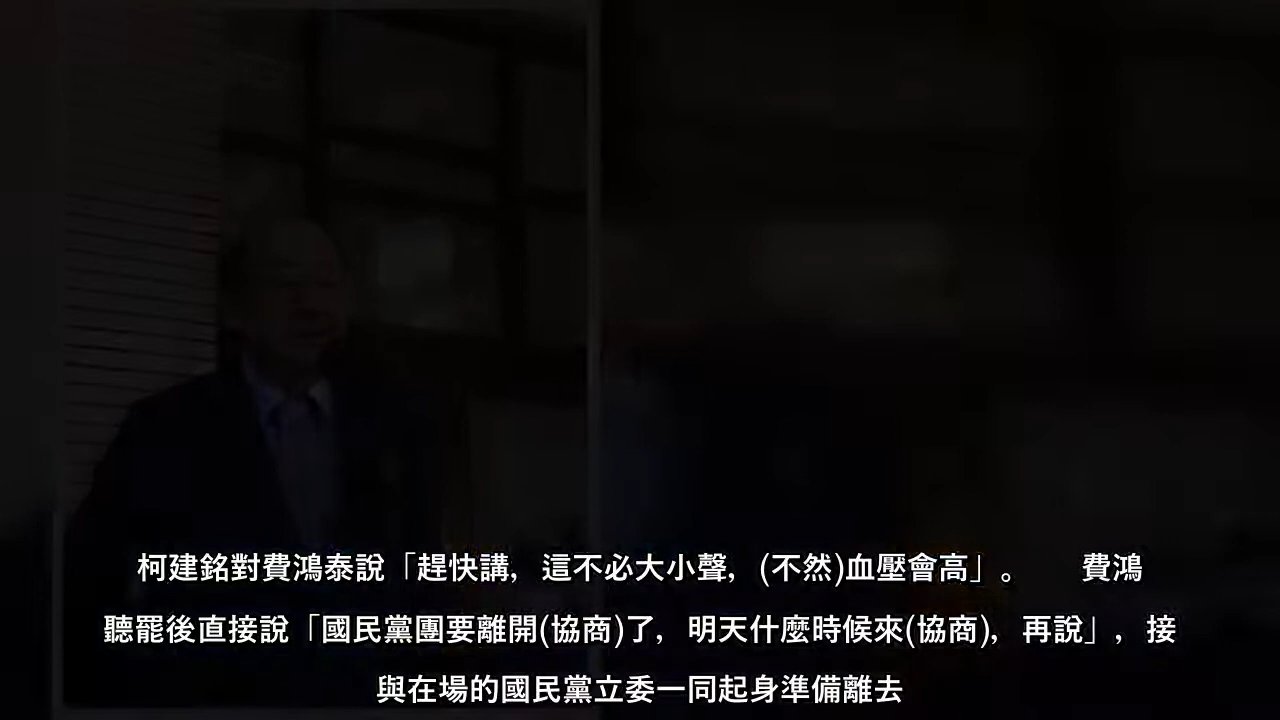 柯建銘對費鴻泰說「趕快講，這不必大小聲，(不然)血壓會高」。　　費鴻
聽罷後直接說「國民黨團要離開(協商)了，明天什麼時候來(協商)，再說」，接
與在場的國民黨立委一同起身準備離去